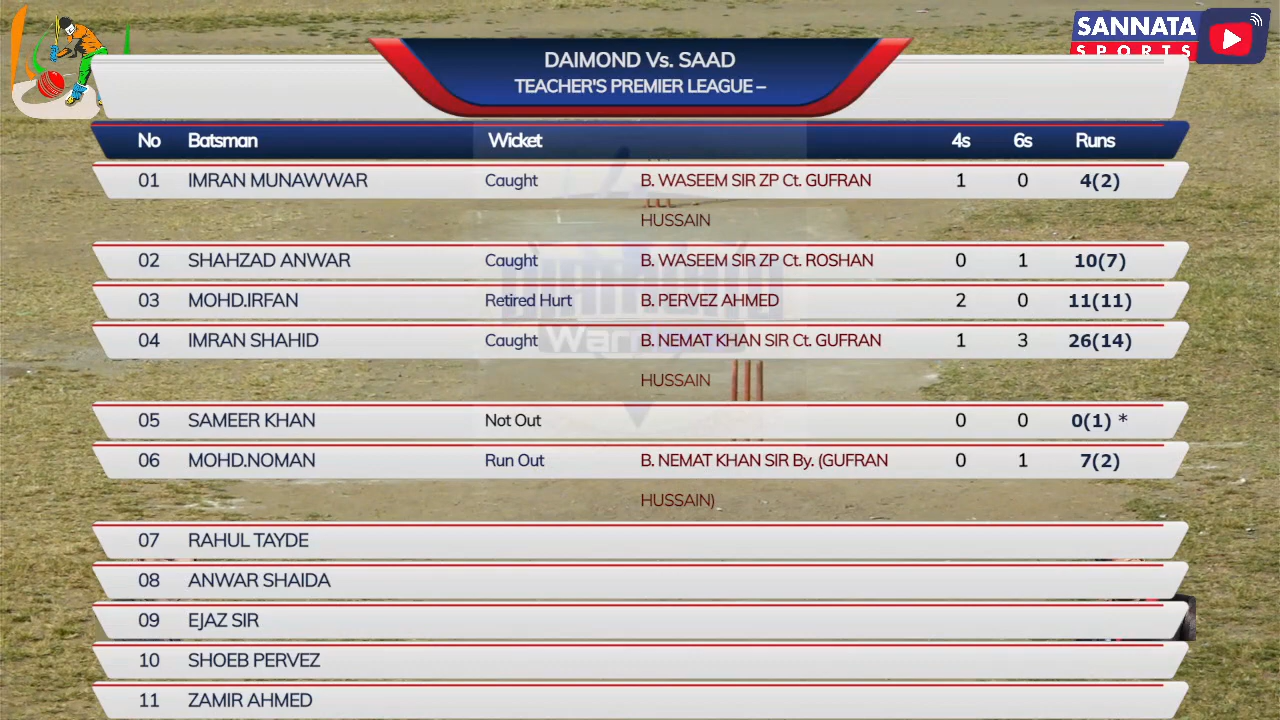 SANNATA
SPORTS
DAIMOND Vs. SAAD
TEACHER'S PREMIER LEAGUE –
No Batsman Wicket 4s 6s Runs
01 IMRAN MUNAWWAR Caught B. WASEEM SIR ZP Ct. GUFRAN 1 0 4(2)
HUSSAIN
02 SHAHZAD ANWAR Caught B. WASEEM SIR ZP Ct. ROSHAN 0 1 10(7)
03 MOHD.IRFAN Retired Hurt B. PERVEZ AHMED 2 0 11(11)
04 IMRAN SHAHID Caught B. NEMAT KHAN SIR Ct. GUFRAN 1 3 26(14)
HUSSAIN
05 SAMEER KHAN Not Out 0 0 0(1) *
06 MOHD.NOMAN Run Out B. NEMAT KHAN SIR By. (GUFRAN 0 1 7(2)
HUSSAIN)
07 RAHUL TAYDE
08 ANWAR SHAIDA
09 EJAZ SIR
10 SHOEB PERVEZ
11 ZAMIR AHMED